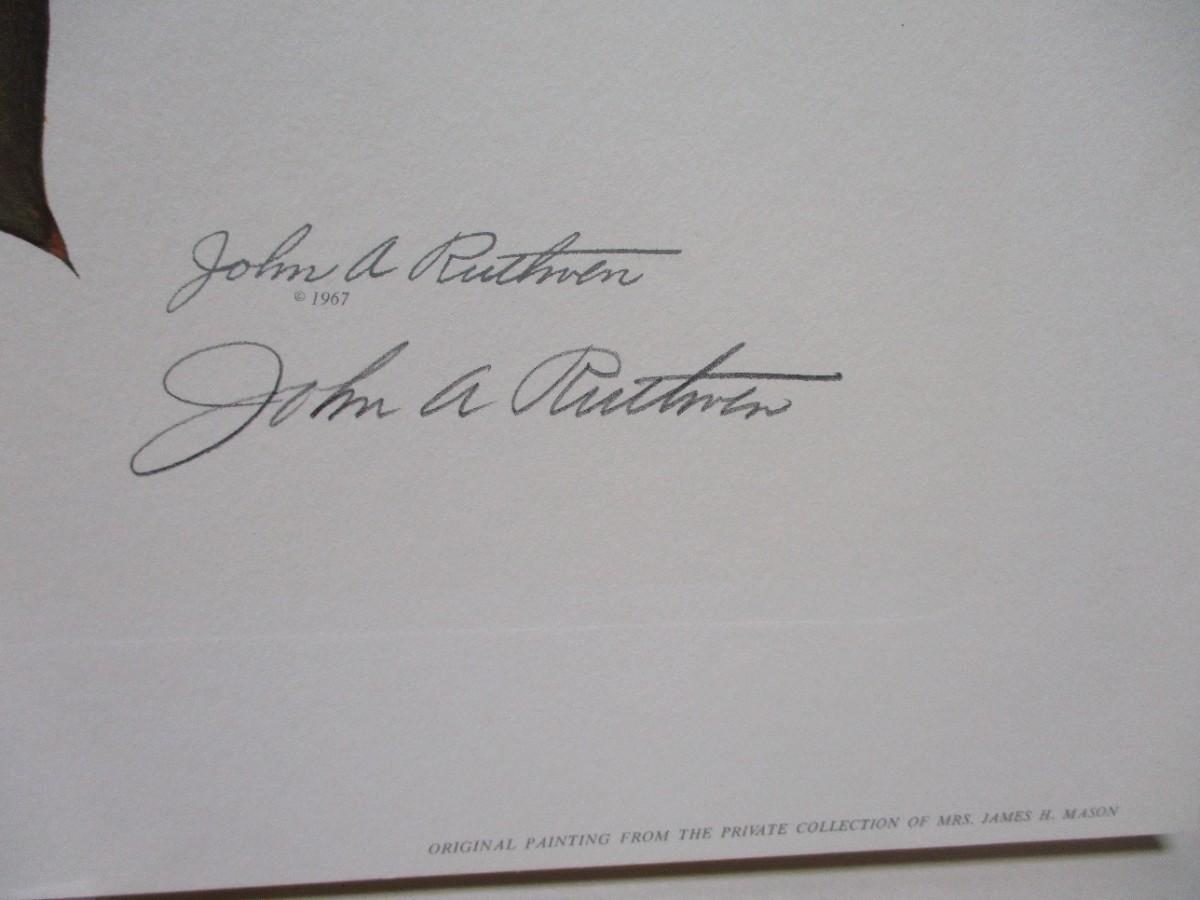 John A Ruthven
© 1967
John A Ruthven
ORIGINAL PAINTING FROM THE PRIVATE COLLECTION OF MRS. JAMES H. MASON